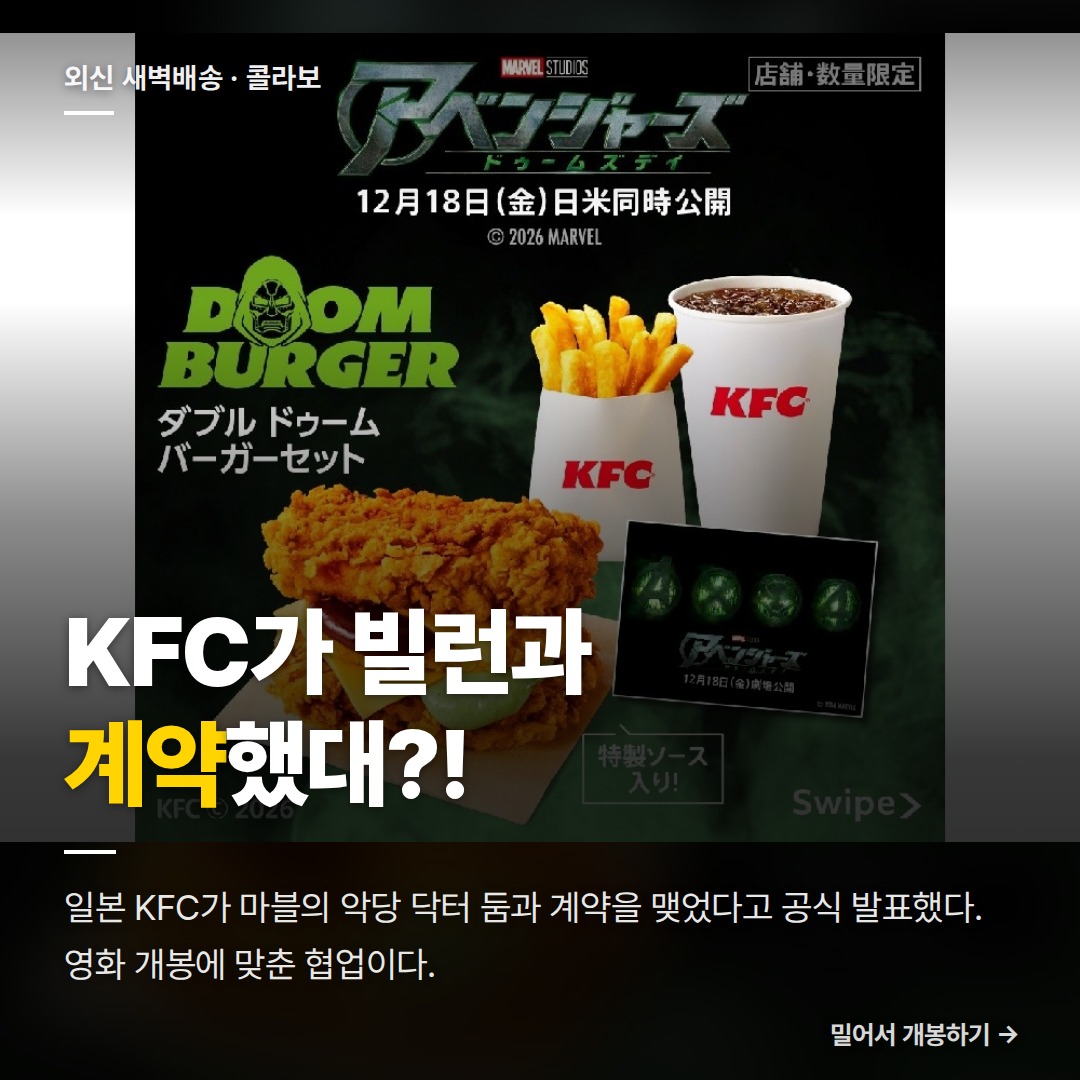 외신 새벽배송 · 콜라보
MARVEL STUDIOS
アベンジャーズ
ドゥームズデイ
店舗・数量限定
12月18日(金)日米同時公開
© 2026 MARVEL
DOOM
BURGER
ダブル ドゥーム
バーガーセット
KFC
KFC
アベンジャーズ
12月18日(金)劇場公開
KFC가 빌런과
계약했대?!
特製ソース
入り!
KFC © 2026
Swipe
일본 KFC가 마블의 악당 닥터 둠과 계약을 맺었다고 공식 발표했다.
영화 개봉에 맞춘 협업이다.
밀어서 개봉하기 →